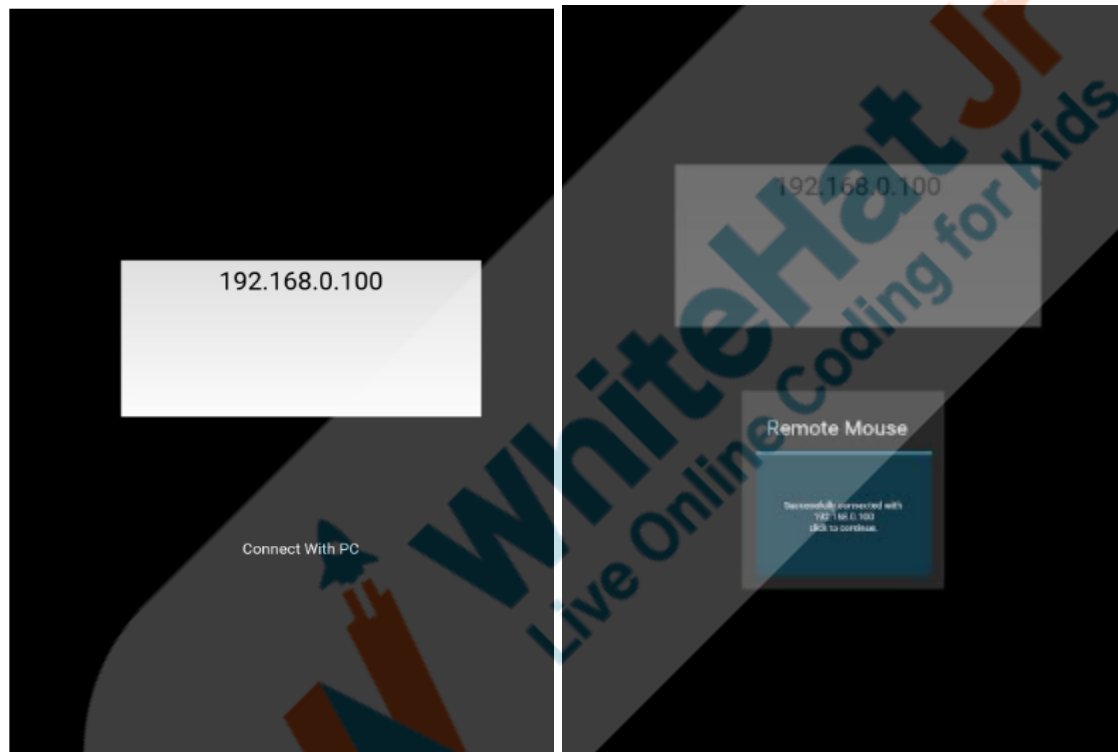 192.168.0.100
Connect With PC
192.168.0.100
Remote Mouse
Successfully connected with
192.168.0.100
click to continue.
WhiteHat Jr
Live Online Coding for Kids